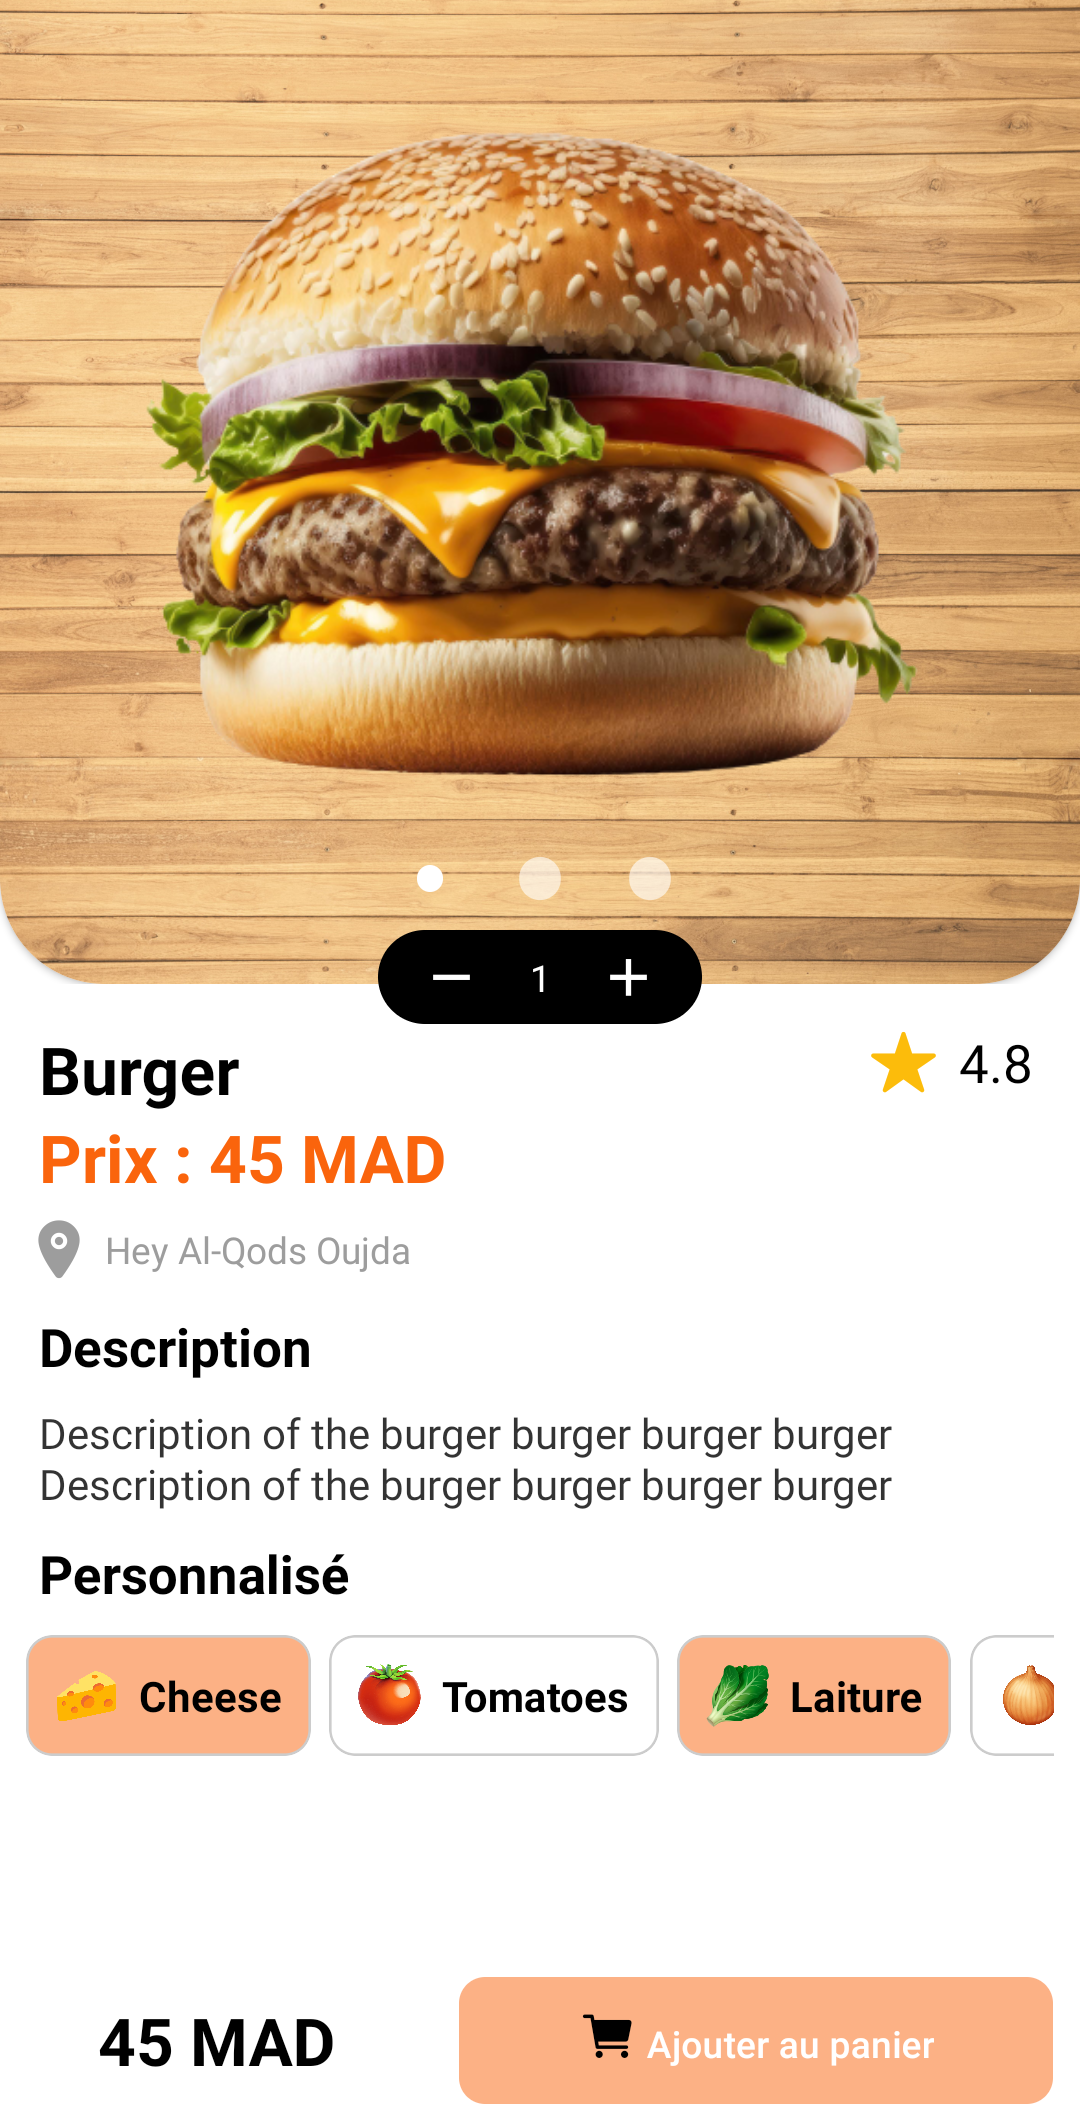 1
Burger
4.8
Prix : 45 MAD
Hey Al-Qods Oujda
Description
Description of the burger burger burger burger
Description of the burger burger burger burger
Personnalisé
Cheese
Tomatoes
Laiture
45 MAD
Ajouter au panier